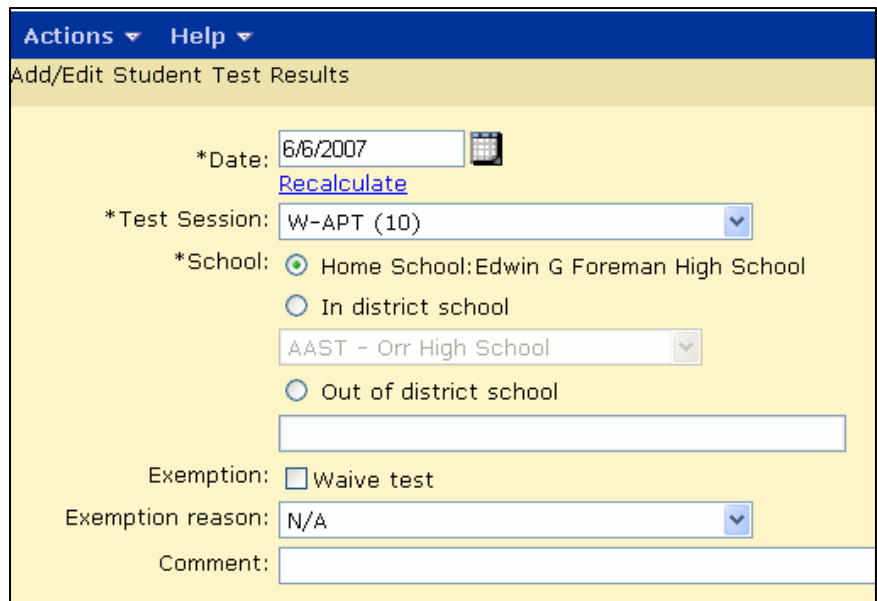 Actions Help
Add/Edit Student Test Results
*Date: 6/6/2007
Recalculate
*Test Session: W-APT (10)
*School: Home School:Edwin G Foreman High School
In district school
AAST - Orr High School
Out of district school
Exemption: Waive test
Exemption reason: N/A
Comment: